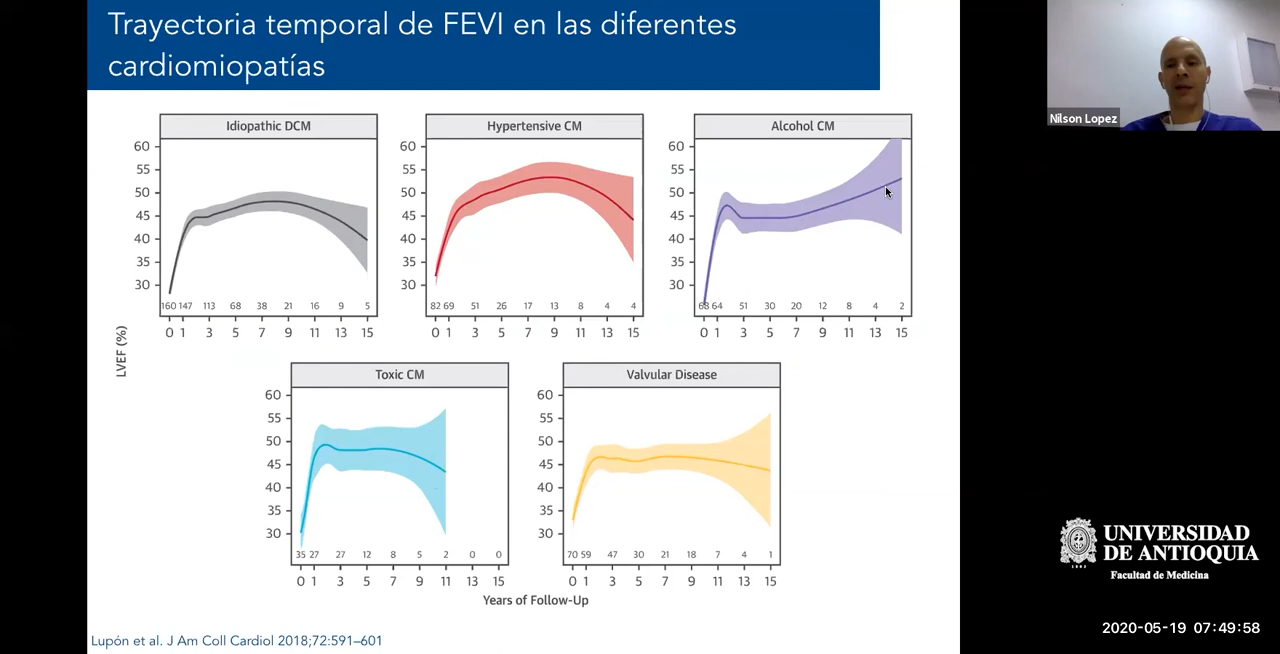 Trayectoria temporal de FEVI en las diferentes
cardiomiopatías
Nilson Lopez
Idiopathic DCM
60
55
50
45
40
35
30
160 147 113 68 38 21 16 9 5
0 1 3 5 7 9 11 13 15
Hypertensive CM
60
55
50
45
40
35
30
82 69 51 26 17 13 8 4 4
0 1 3 5 7 9 11 13 15
Alcohol CM
60
55
50
45
40
35
30
68 64 51 30 20 12 8 4 2
0 1 3 5 7 9 11 13 15
LVEF (%)
Toxic CM
60
55
50
45
40
35
30
35 27 27 12 8 5 2 0 0
0 1 3 5 7 9 11 13 15
Valvular Disease
60
55
50
45
40
35
30
70 59 47 30 21 18 7 4 1
0 1 3 5 7 9 11 13 15
Years of Follow-Up
Lupón et al. J Am Coll Cardiol 2018;72:591–601
UNIVERSIDAD
DE ANTIOQUIA
1803
Facultad de Medicina
2020-05-19 07:49:58